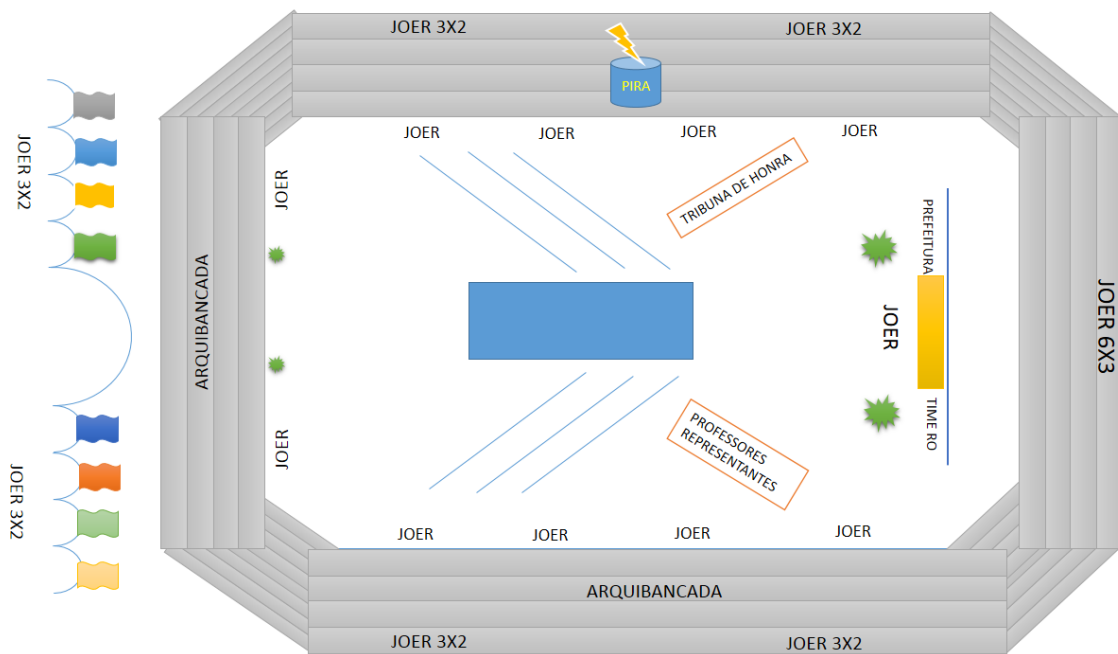 JOER 3X2
JOER 3X2
PIRA
JOER
JOER
JOER
JOER
JOER 3X2
JOER
TRIBUNA DE HONRA
PREFEITURA
ARQUIBANCADA
JOER
JOER 6X3
TIME RO
JOER
PROFESSORES
REPRESENTANTES
JOER 3X2
JOER
JOER
JOER
JOER
ARQUIBANCADA
JOER 3X2
JOER 3X2